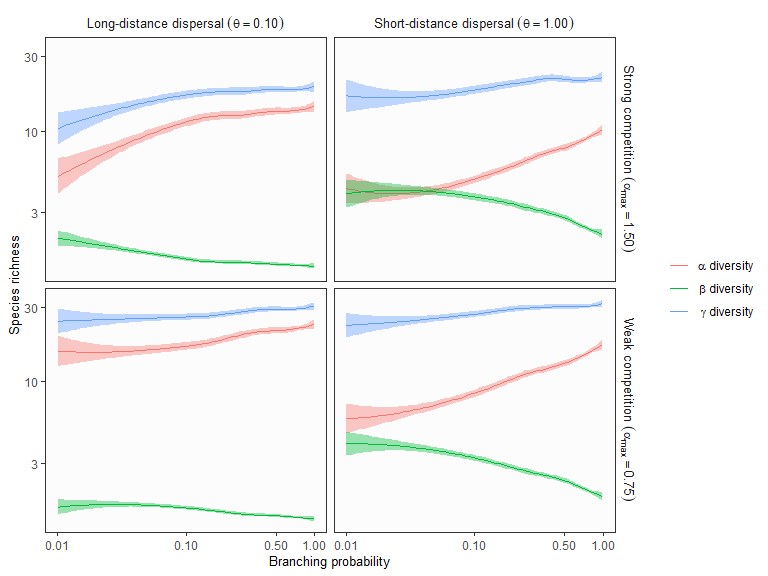 Long-distance dispersal (θ = 0.10)
Short-distance dispersal (θ = 1.00)
30
10
3
Strong competition (αmax = 1.50)
Species richness
30
10
3
Weak competition (αmax = 0.75)
α diversity
β diversity
γ diversity
0.01 0.10 0.50 1.00
0.01 0.10 0.50 1.00
Branching probability